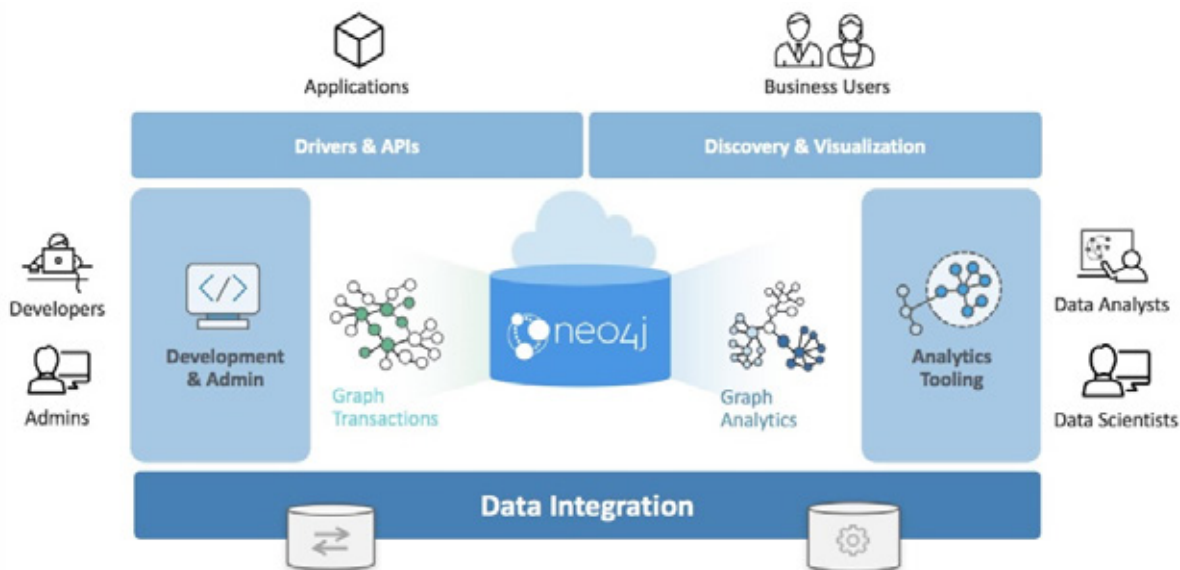 Applications
Business Users
Drivers & APIs
Discovery & Visualization
Developers
Admins
</>
Development
& Admin
Graph
Transactions
neo4j
Graph
Analytics
Analytics
Tooling
Data Analysts
Data Scientists
Data Integration